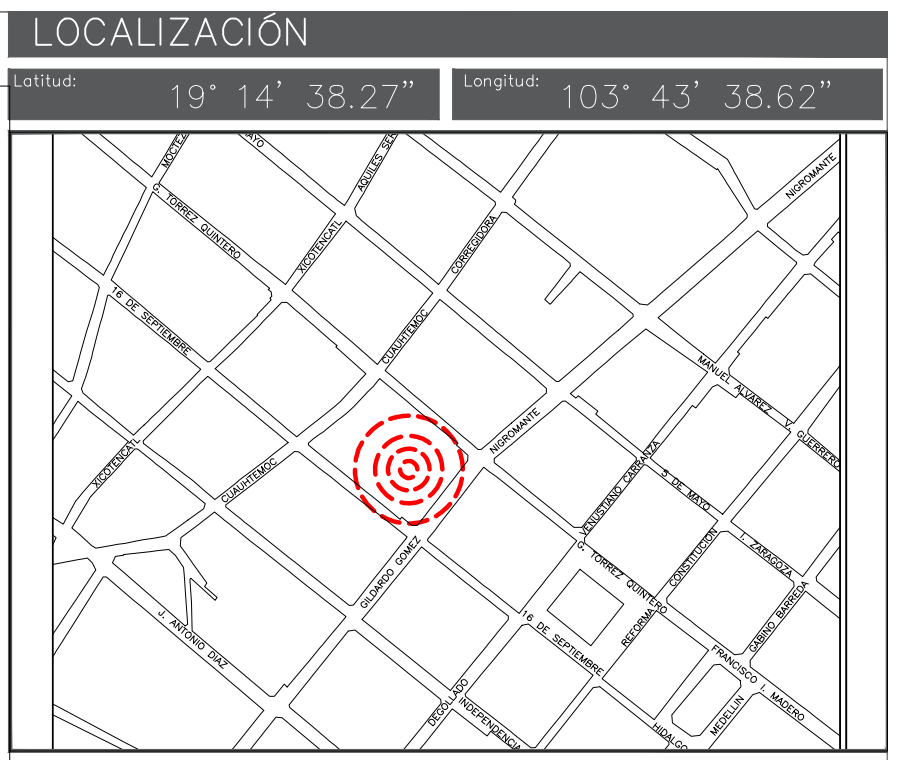 LOCALIZACIÓN
Latitud:
19° 14' 38.27"
Longitud:
103° 43' 38.62"
NIGROMANTE
G. TORREZ QUINTERO
XICOTENCATL
CORREGIDORA
16 DE SEPTIEMBRE
CUAUHTEMOC
MANUEL ALVAREZ
V. GUERRERO
NIGROMANTE
XICOTENCATL
CUAUHTEMOC
VENUSTIANO CARRANZA
5 DE MAYO
GILDARDO GOMEZ
G. TORREZ QUINTERO
CONSTITUCION
I. ZARAGOZA
J. ANTONIO DIAZ
16 DE SEPTIEMBRE
REFORMA
GABINO BARREDA
FRANCISCO I. MADERO
DEGOLLADO
INDEPENDENCIA
MEDELLIN
HIDALGO